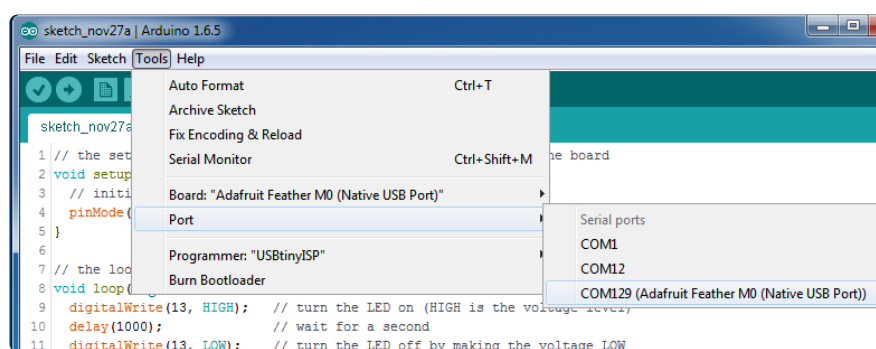 sketch_nov27a | Arduino 1.6.5
File Edit Sketch Tools Help
Auto Format Ctrl+T
Archive Sketch
Fix Encoding & Reload
Serial Monitor Ctrl+Shift+M
Board: "Adafruit Feather M0 (Native USB Port)"
Port
Programmer: "USBtinyISP"
Burn Bootloader
Serial ports
COM1
COM12
COM129 (Adafruit Feather M0 (Native USB Port))
sketch_nov27a
1 // the set he board
2 void setup
3 // initi
4 pinMode(
5 }
6
7 // the loo
8 void loop(
9 digitalWrite(13, HIGH); // turn the LED on (HIGH is the voltage level)
10 delay(1000); // wait for a second
11 digitalWrite(13, LOW); // turn the LED off by making the voltage LOW